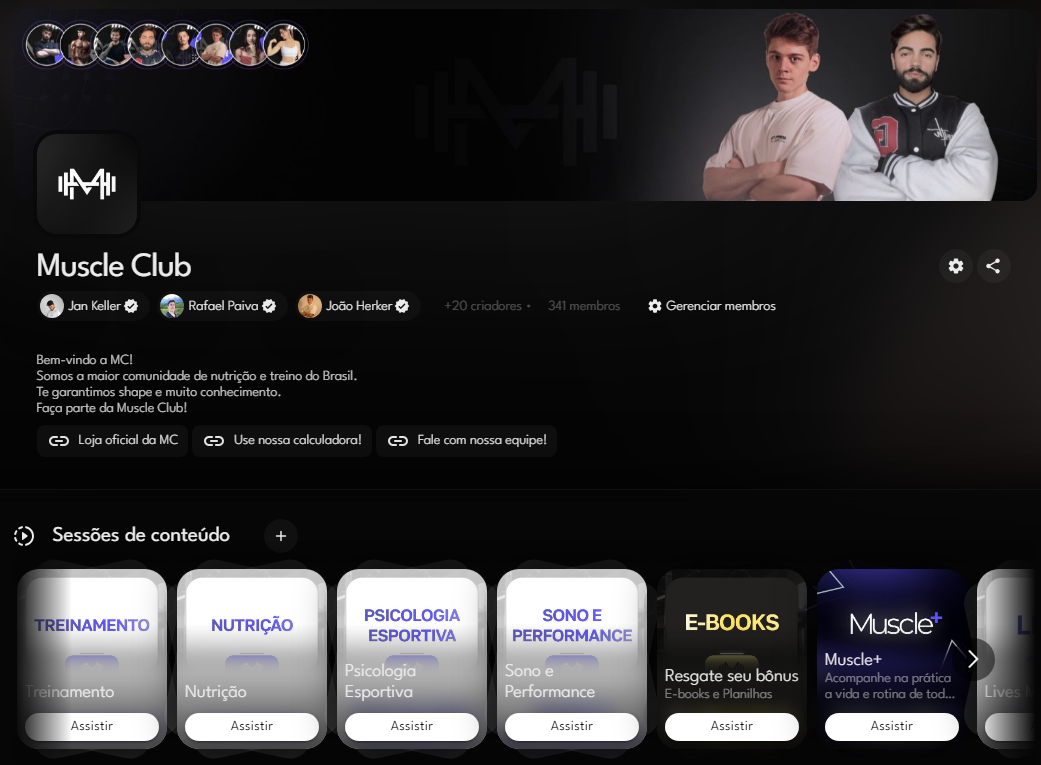 Muscle Club
Jan Keller
Rafael Paiva
João Herker
+20 criadores •
341 membros
Gerenciar membros
Bem-vindo a MC!
Somos a maior comunidade de nutrição e treino do Brasil.
Te garantimos shape e muito conhecimento.
Faça parte da Muscle Club!
Loja oficial da MC
Use nossa calculadora!
Fale com nossa equipe!
Sessões de conteúdo
+
TREINAMENTO
Treinamento
Assistir
NUTRIÇÃO
Nutrição
Assistir
PSICOLOGIA
ESPORTIVA
Psicologia
Esportiva
Assistir
SONO E
PERFORMANCE
Sono e
Performance
Assistir
E-BOOKS
Resgate seu bônus
E-books e Planilhas
Assistir
Muscle+
Muscle+
Acompanhe na prática
a vida e rotina de tod...
Assistir
L
Lives